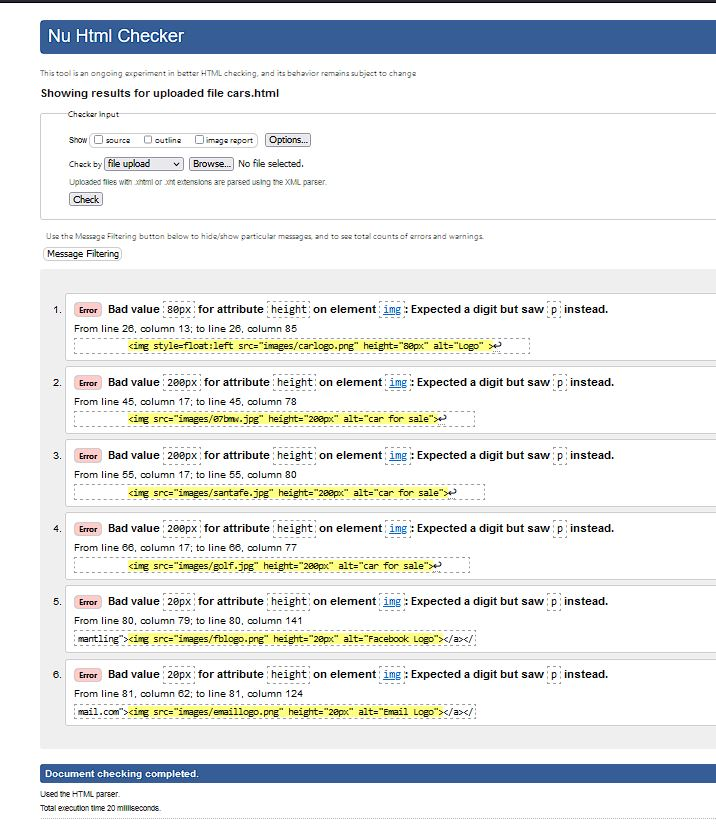 Nu Html Checker
This tool is an ongoing experiment in better HTML checking, and its behavior remains subject to change
Showing results for uploaded file cars.html
Checker Input
Show source outline image report Options...
Check by file upload Browse... No file selected.
Uploaded files with .xhtml or .xht extensions are parsed using the XML parser.
Check
Use the Message Filtering button below to hide/show particular messages, and to see total counts of errors and warnings.
Message Filtering
1. Error Bad value 80px for attribute height on element img: Expected a digit but saw p instead.
From line 26, column 13; to line 26, column 85
<img style=float:left src="images/carlogo.png" height="80px" alt="Logo" >↩
2. Error Bad value 200px for attribute height on element img: Expected a digit but saw p instead.
From line 45, column 17; to line 45, column 78
<img src="images/07bmw.jpg" height="200px" alt="car for sale">↩
3. Error Bad value 200px for attribute height on element img: Expected a digit but saw p instead.
From line 55, column 17; to line 55, column 80
<img src="images/santafe.jpg" height="200px" alt="car for sale">↩
4. Error Bad value 200px for attribute height on element img: Expected a digit but saw p instead.
From line 66, column 17; to line 66, column 77
<img src="images/golf.jpg" height="200px" alt="car for sale">↩
5. Error Bad value 20px for attribute height on element img: Expected a digit but saw p instead.
From line 80, column 79; to line 80, column 141
mantling"><img src="images/fblogo.png" height="20px" alt="Facebook Logo"></a></
6. Error Bad value 20px for attribute height on element img: Expected a digit but saw p instead.
From line 81, column 62; to line 81, column 124
mail.com"><img src="images/emaillogo.png" height="20px" alt="Email Logo"></a></
Document checking completed.
Used the HTML parser.
Total execution time 20 milliseconds.